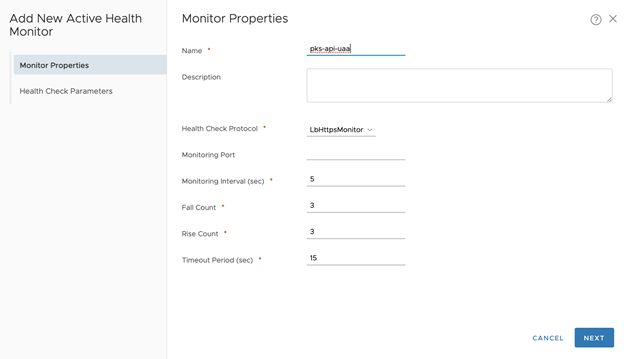 Add New Active Health
Monitor
Monitor Properties
Health Check Parameters
Monitor Properties
?
Name *
pks-api-uaa
Description
Health Check Protocol *
LbHttpsMonitor
Monitoring Port
Monitoring Interval (sec) *
5
Fall Count *
3
Rise Count *
3
Timeout Period (sec) *
15
CANCEL
NEXT